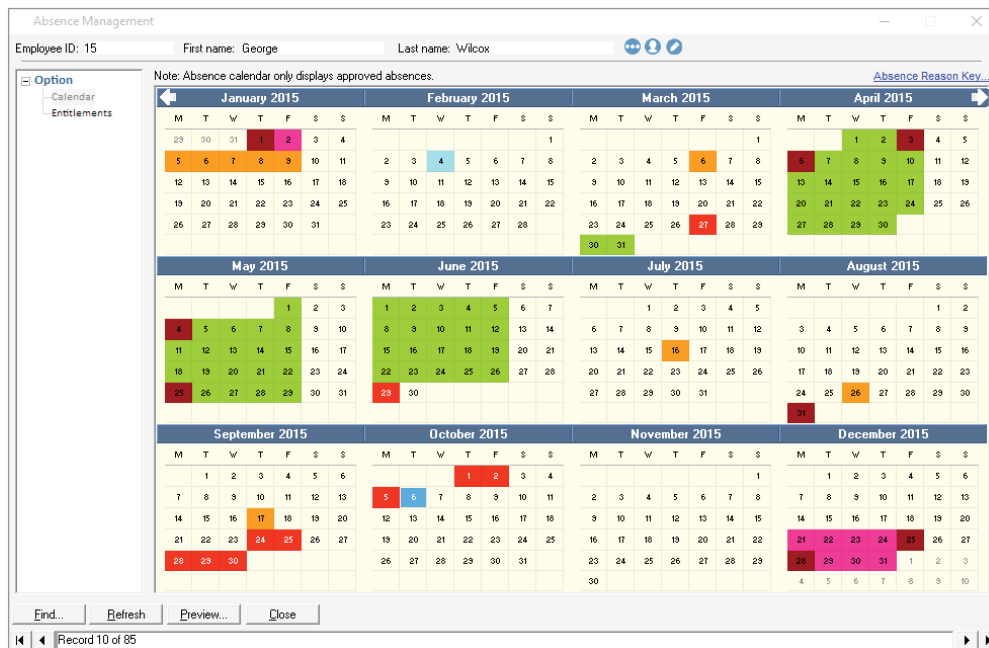 Absence Management
Employee ID: 15 First name: George Last name: Wilcox
Option
Calendar
Entitlements
Note: Absence calendar only displays approved absences. Absence Reason Key...
January 2015 February 2015 March 2015 April 2015
M T W T F S S M T W T F S S M T W T F S S M T W T F S S
29 30 31 1 2 3 4 1 1 1 2 3 4 5
5 6 7 8 9 10 11 2 3 4 5 6 7 8 2 3 4 5 6 7 8 6 7 8 9 10 11 12
12 13 14 15 16 17 18 9 10 11 12 13 14 15 9 10 11 12 13 14 15 13 14 15 16 17 18 19
19 20 21 22 23 24 25 16 17 18 19 20 21 22 16 17 18 19 20 21 22 20 21 22 23 24 25 26
26 27 28 29 30 31 23 24 25 26 27 28 23 24 25 26 27 28 29 27 28 29 30
30 31
May 2015 June 2015 July 2015 August 2015
M T W T F S S M T W T F S S M T W T F S S M T W T F S S
1 2 3 1 2 3 4 5 6 7 1 2 3 4 5 1 2
4 5 6 7 8 9 10 8 9 10 11 12 13 14 6 7 8 9 10 11 12 3 4 5 6 7 8 9
11 12 13 14 15 16 17 15 16 17 18 19 20 21 13 14 15 16 17 18 19 10 11 12 13 14 15 16
18 19 20 21 22 23 24 22 23 24 25 26 27 28 20 21 22 23 24 25 26 17 18 19 20 21 22 23
25 26 27 28 29 30 31 29 30 27 28 29 30 31 24 25 26 27 28 29 30
31
September 2015 October 2015 November 2015 December 2015
M T W T F S S M T W T F S S M T W T F S S M T W T F S S
1 2 3 4 5 6 1 2 3 4 1 1 2 3 4 5 6
7 8 9 10 11 12 13 5 6 7 8 9 10 11 2 3 4 5 6 7 8 7 8 9 10 11 12 13
14 15 16 17 18 19 20 12 13 14 15 16 17 18 9 10 11 12 13 14 15 14 15 16 17 18 19 20
21 22 23 24 25 26 27 19 20 21 22 23 24 25 16 17 18 19 20 21 22 21 22 23 24 25 26 27
28 29 30 26 27 28 29 30 31 23 24 25 26 27 28 29 28 29 30 31 1 2 3
30 4 5 6 7 8 9 10
Find... Refresh Preview... Close
Record 10 of 85